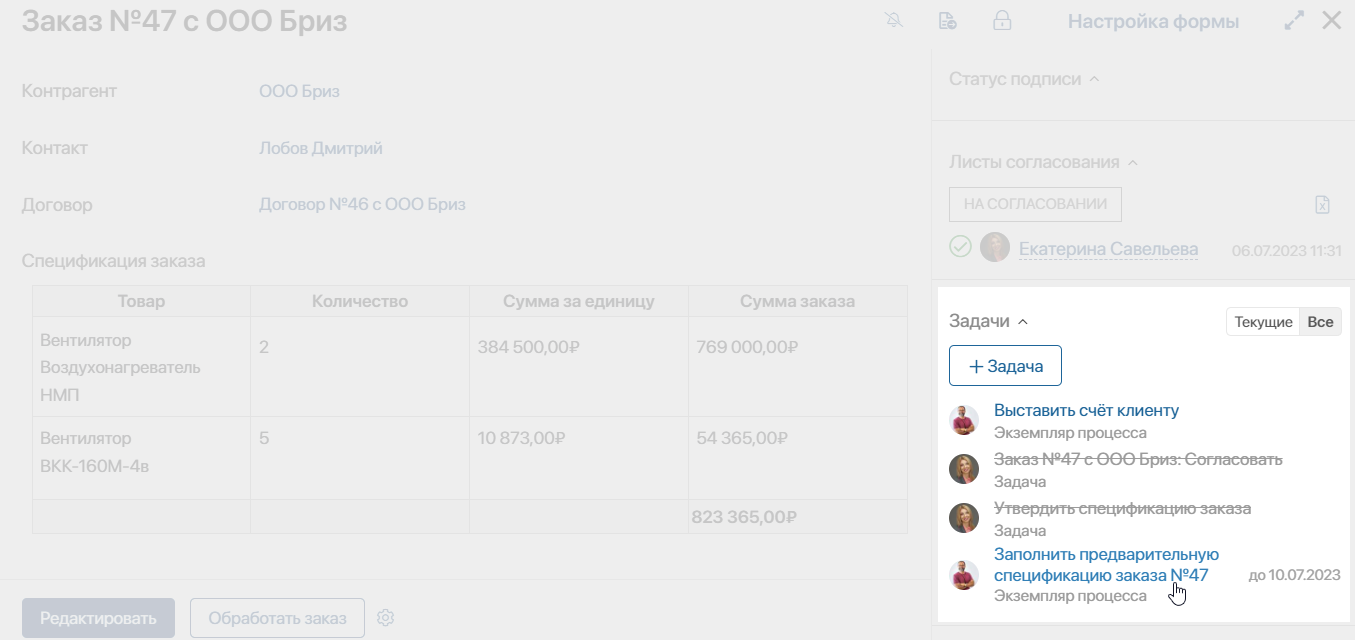 Заказ №47 с ООО Бриз
Настройка формы
Контрагент
ООО Бриз
Контакт
Лобов Дмитрий
Договор
Договор №46 с ООО Бриз
Спецификация заказа
Товар Количество Сумма за единицу Сумма заказа
Вентилятор
Воздухонагреватель
НМП
2
384 500,00₽
769 000,00₽
Вентилятор
ВКК-160М-4в
5
10 873,00₽
54 365,00₽
823 365,00₽
Редактировать
Обработать заказ
Статус подписи
Листы согласования
НА СОГЛАСОВАНИИ
Екатерина Савельева 06.07.2023 11:31
Задачи
Текущие Все
+ Задача
Выставить счёт клиенту
Экземпляр процесса
Заказ №47 с ООО Бриз: Согласовать
Задача
Утвердить спецификацию заказа
Задача
Заполнить предварительную
спецификацию заказа №47 до 10.07.2023
Экземпляр процесса